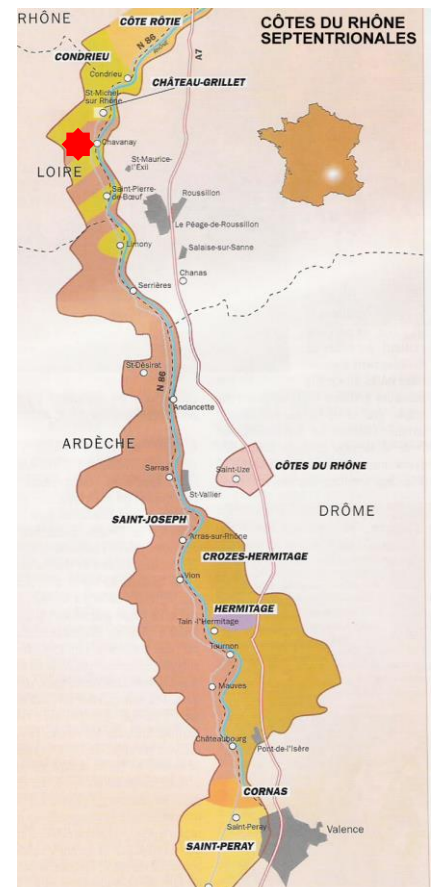 RHÔNE
CÔTE RÔTIE
CÔTES DU RHÔNE
SEPTENTRIONALES
N 86
A7
CONDRIEU
Condrieu
CHÂTEAU-GRILLET
St-Michel
sur Rhône
Chavanay
St-Maurice-
l'Exil
LOIRE
Saint-Pierre-
de-Bœuf
Roussillon
Le Péage-de-Roussillon
Limony
Salaise-sur-Sanne
Chanas
Serrières
St-Désirat
N 86
Andancette
ARDÈCHE
Sarras
Saint-Uze
CÔTES DU RHÔNE
St-Vallier
DRÔME
SAINT-JOSEPH
Arras-sur-Rhône
CROZES-HERMITAGE
Vion
HERMITAGE
Tain-l'Hermitage
Tournon
Mauves
Châteaubourg
Pont-de-l'Isère
CORNAS
Saint-Peray
Valence
SAINT-PERAY